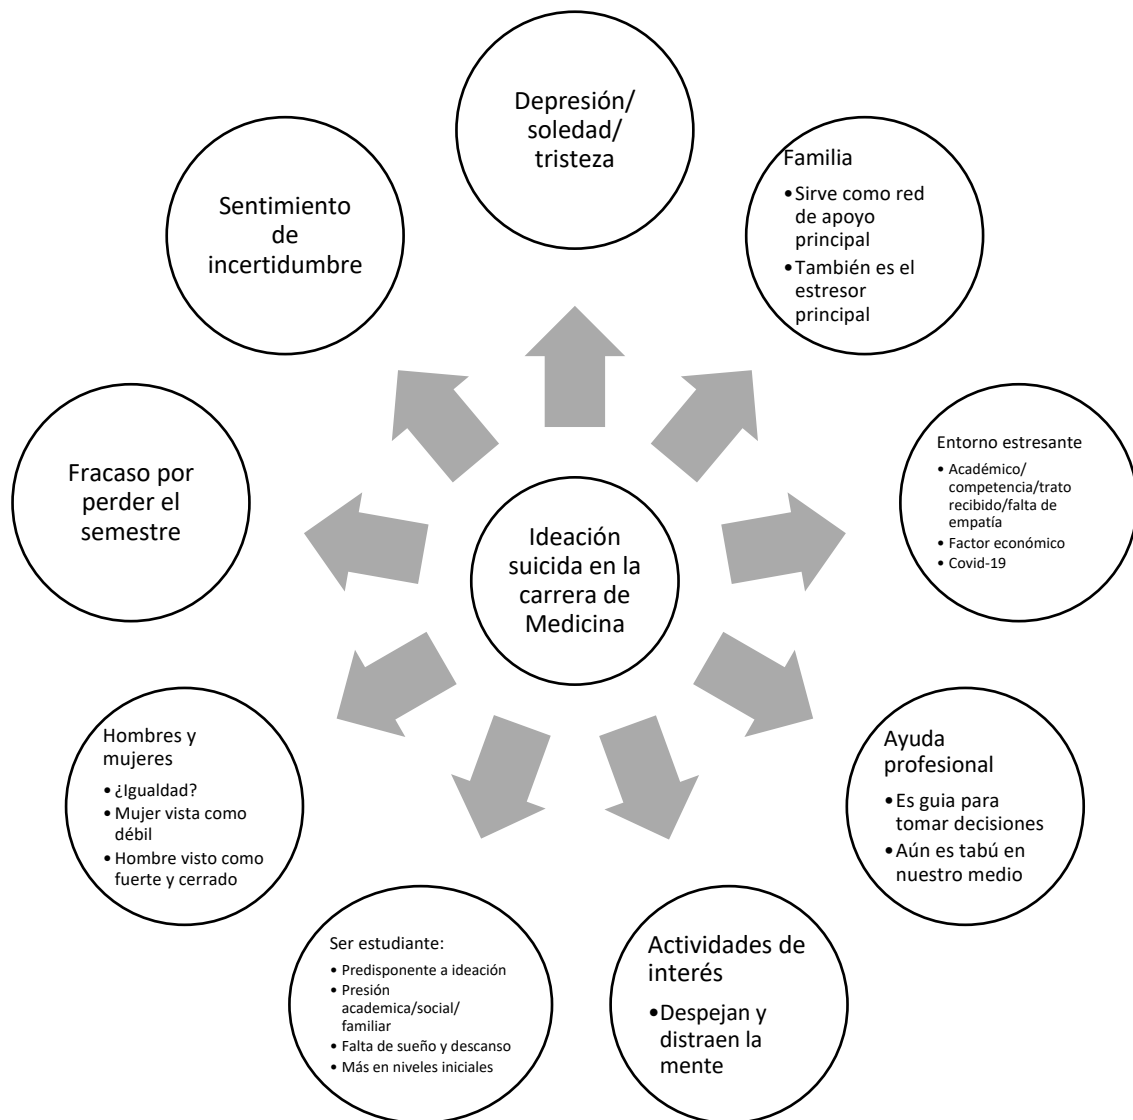 Depresión/
soledad/
tristeza
Familia
•Sirve como red
de apoyo
principal
•También es el
estresor
principal
Entorno estresante
• Académico/
competencia/trato
recibido/falta de
empatía
• Factor económico
• Covid-19
Ayuda
profesional
•Es guia para
tomar decisiones
•Aún es tabú en
nuestro medio
Actividades de
interés
•Despejan y
distraen la
mente
Ser estudiante:
• Predisponente a ideación
• Presión
academica/social/
familiar
• Falta de sueño y descanso
• Más en niveles iniciales
Hombres y
mujeres
• ¿Igualdad?
• Mujer vista como
débil
• Hombre visto como
fuerte y cerrado
Fracaso por
perder el
semestre
Sentimiento
de
incertidumbre
Ideación
suicida en la
carrera de
Medicina